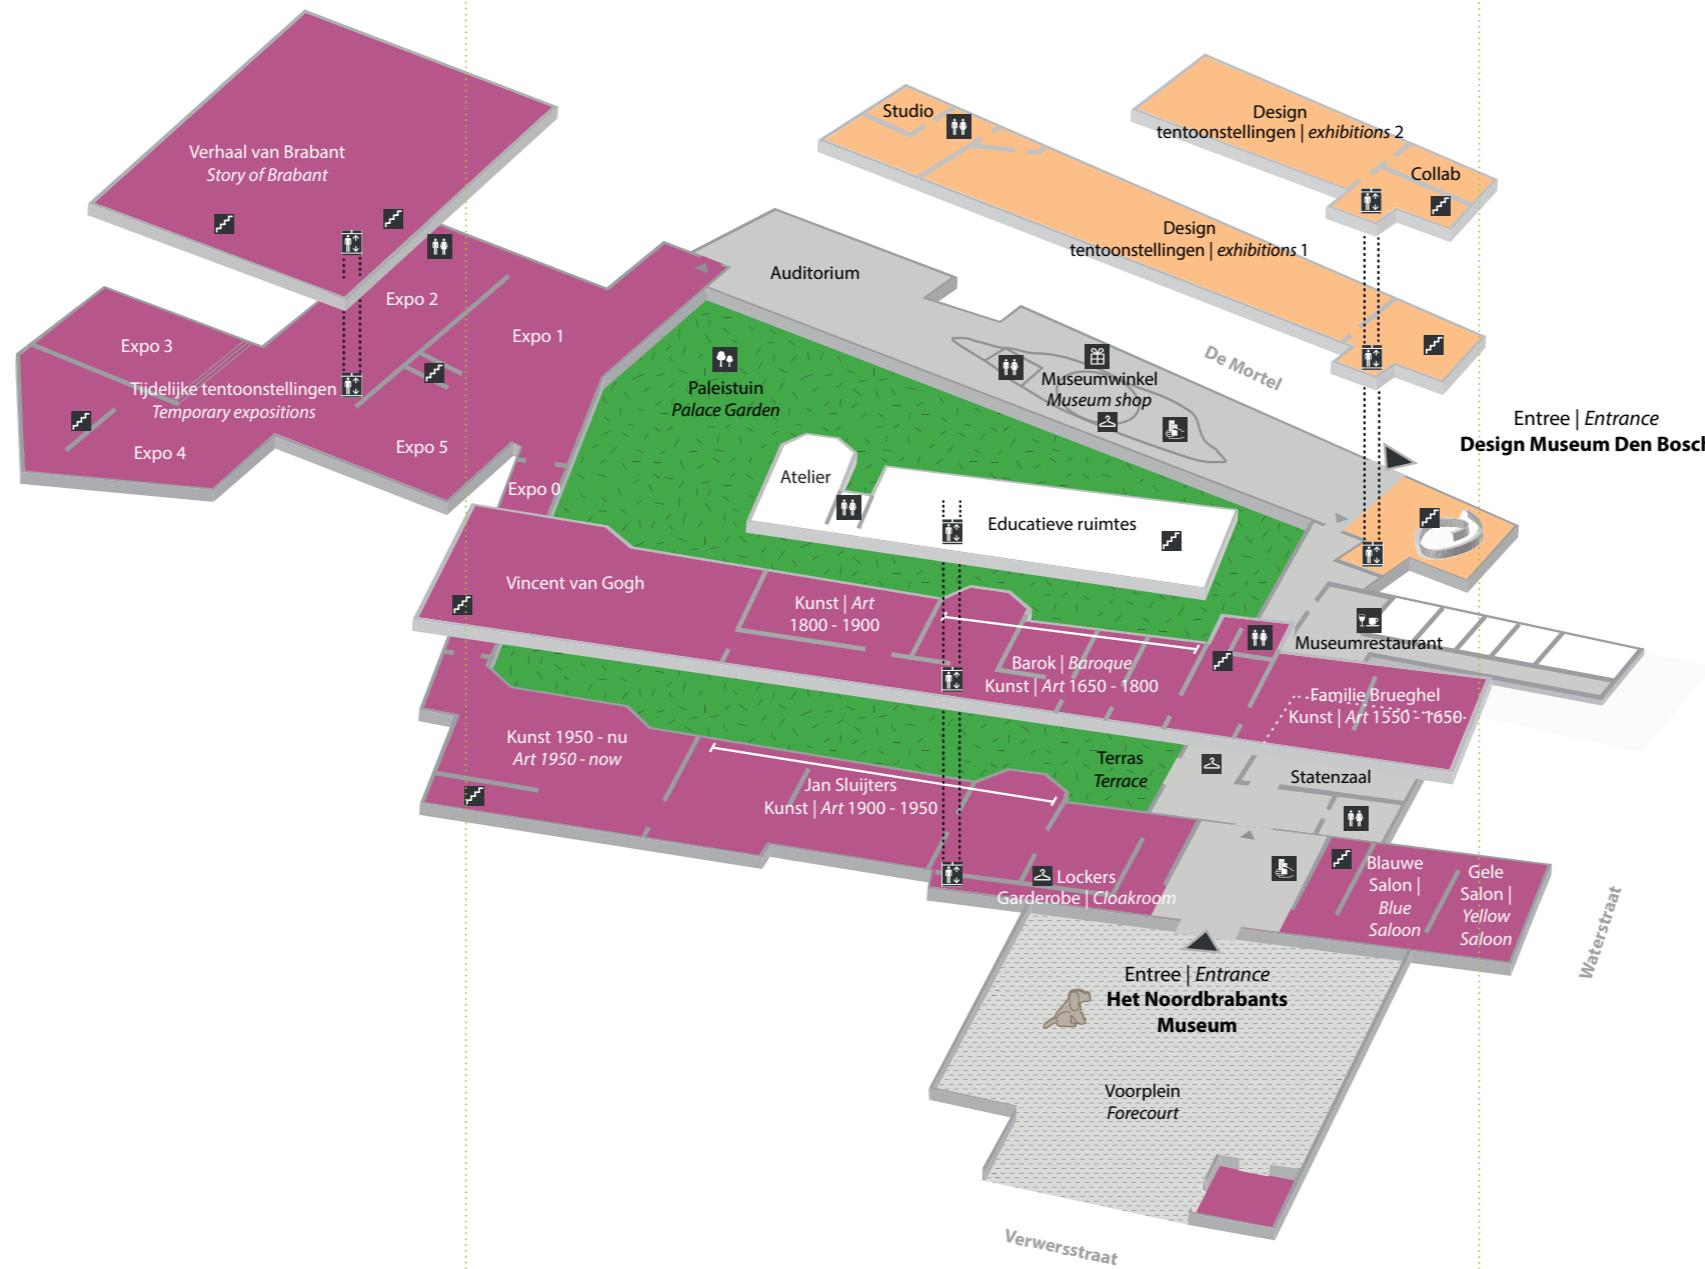 Verhaal van Brabant
Story of Brabant
Expo 3
Expo 2
Expo 1
Tijdelijke tentoonstellingen
Temporary expositions
Expo 4
Expo 5
Expo 0
Studio
Design
tentoonstellingen | exhibitions 2
Collab
Design
tentoonstellingen | exhibitions 1
Auditorium
De Mortel
Museumwinkel
Museum shop
Paleistuin
Palace Garden
Entree | Entrance
Design Museum Den Bosch
Atelier
Educatieve ruimtes
Vincent van Gogh
Kunst | Art
1800 - 1900
Barok | Baroque
Kunst | Art 1650 - 1800
Museumrestaurant
Familie Brueghel
Kunst | Art 1550 - 1650
Kunst 1950 - nu
Art 1950 - now
Jan Sluijters
Kunst | Art 1900 - 1950
Terras
Terrace
Statenzaal
Lockers
Garderobe | Cloakroom
Blauwe
Salon |
Blue
Saloon
Gele
Salon |
Yellow
Saloon
Waterstraat
Entree | Entrance
Het Noordbrabants
Museum
Voorplein
Forecourt
Verwersstraat